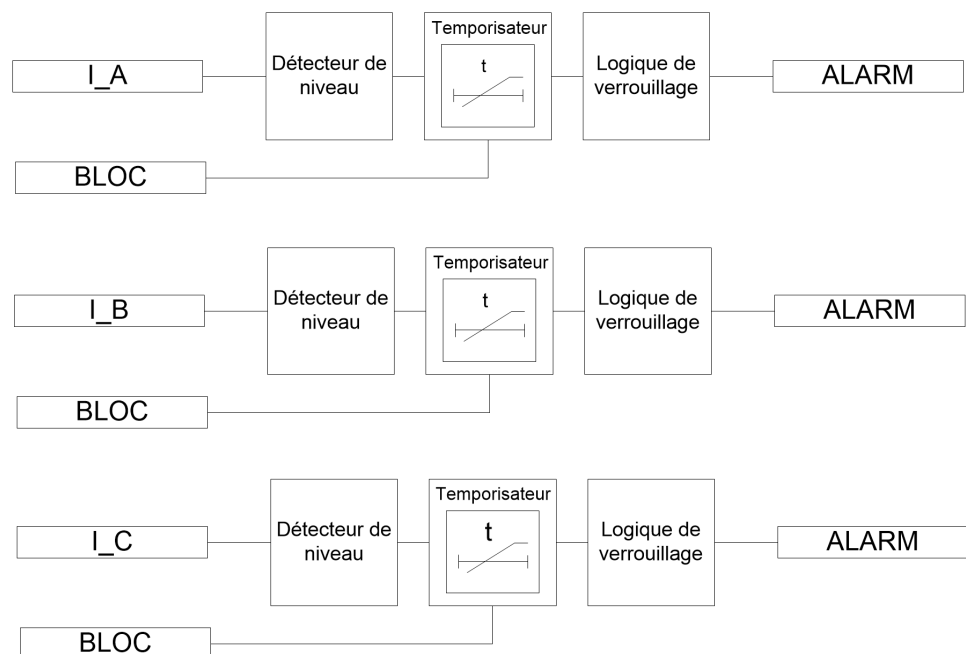 Temporisateur
I_A
Détecteur de
niveau
t
Logique de
verrouillage
ALARM
BLOC
Temporisateur
I_B
Détecteur de
niveau
t
Logique de
verrouillage
ALARM
BLOC
Temporisateur
I_C
Détecteur de
niveau
t
Logique de
verrouillage
ALARM
BLOC